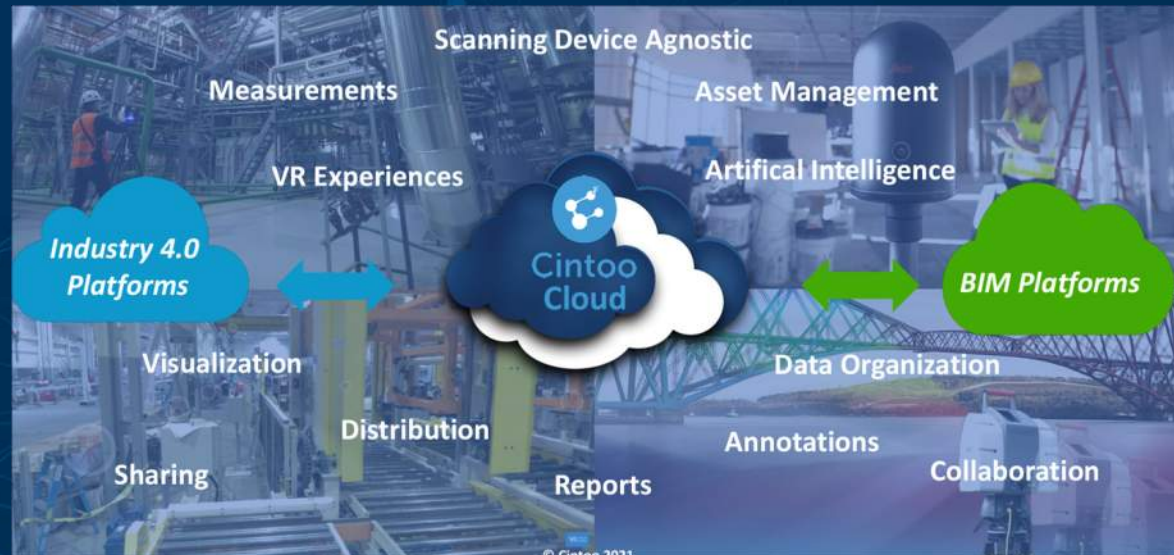 Scanning Device Agnostic
Measurements
Asset Management
VR Experiences
Artifical Intelligence
Industry 4.0
Platforms
Cintoo
Cloud
BIM Platforms
Visualization
Data Organization
Distribution
Annotations
Sharing
Reports
Collaboration
© Cintoo 2021